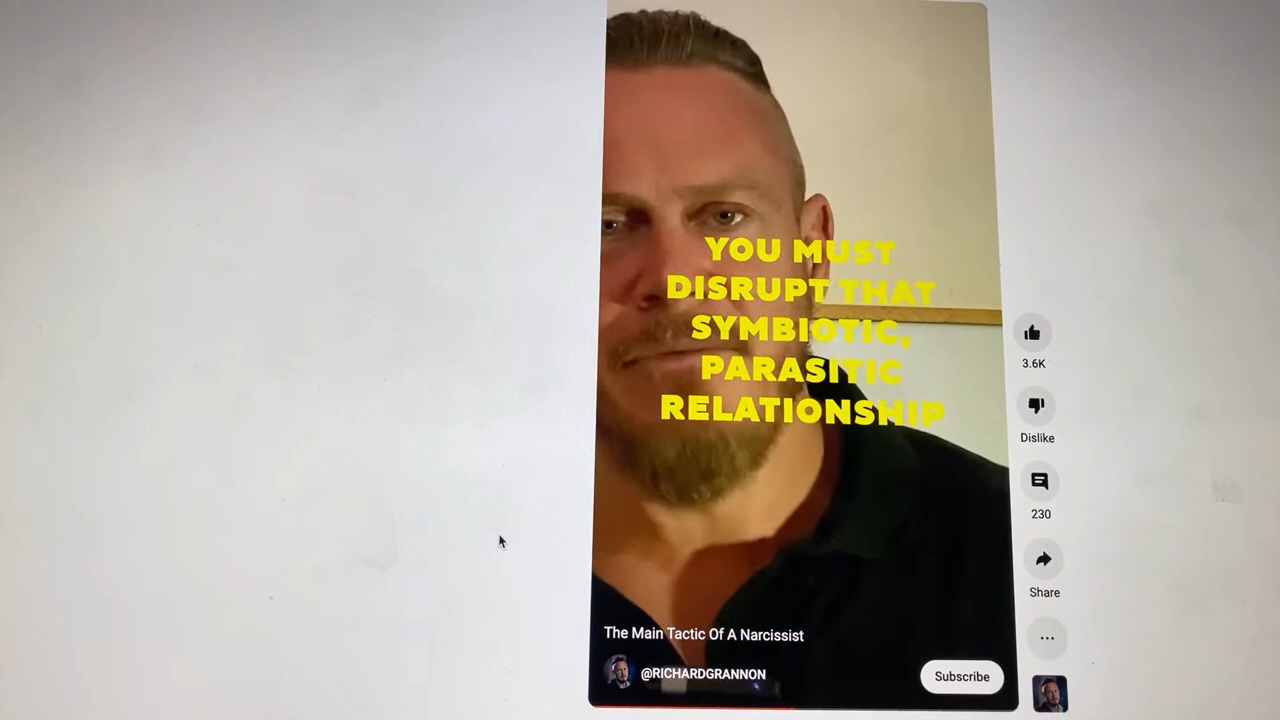 YOU MUST
DISRUPT THAT
SYMBIOTIC,
PARASITIC
RELATIONSHIP
3.6K
Dislike
230
Share
The Main Tactic Of A Narcissist
@RICHARDGRANNON
Subscribe